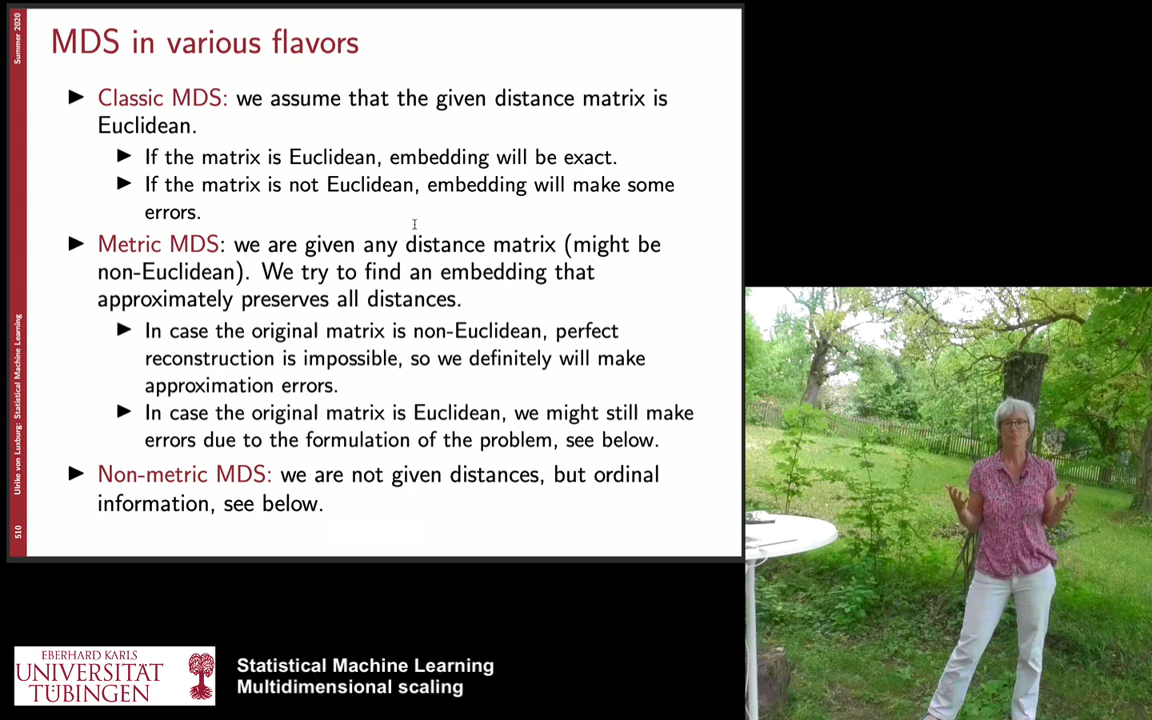 MDS in various flavors
► Classic MDS: we assume that the given distance matrix is
Euclidean.
► If the matrix is Euclidean, embedding will be exact.
► If the matrix is not Euclidean, embedding will make some
errors.
► Metric MDS: we are given any distance matrix (might be
non-Euclidean). We try to find an embedding that
approximately preserves all distances.
► In case the original matrix is non-Euclidean, perfect
reconstruction is impossible, so we definitely will make
approximation errors.
► In case the original matrix is Euclidean, we might still make
errors due to the formulation of the problem, see below.
► Non-metric MDS: we are not given distances, but ordinal
information, see below.
Summer 2020
Ulrike von Luxburg: Statistical Machine Learning
510
EBERHARD KARLS
UNIVERSITÄT
TÜBINGEN
Statistical Machine Learning
Multidimensional scaling